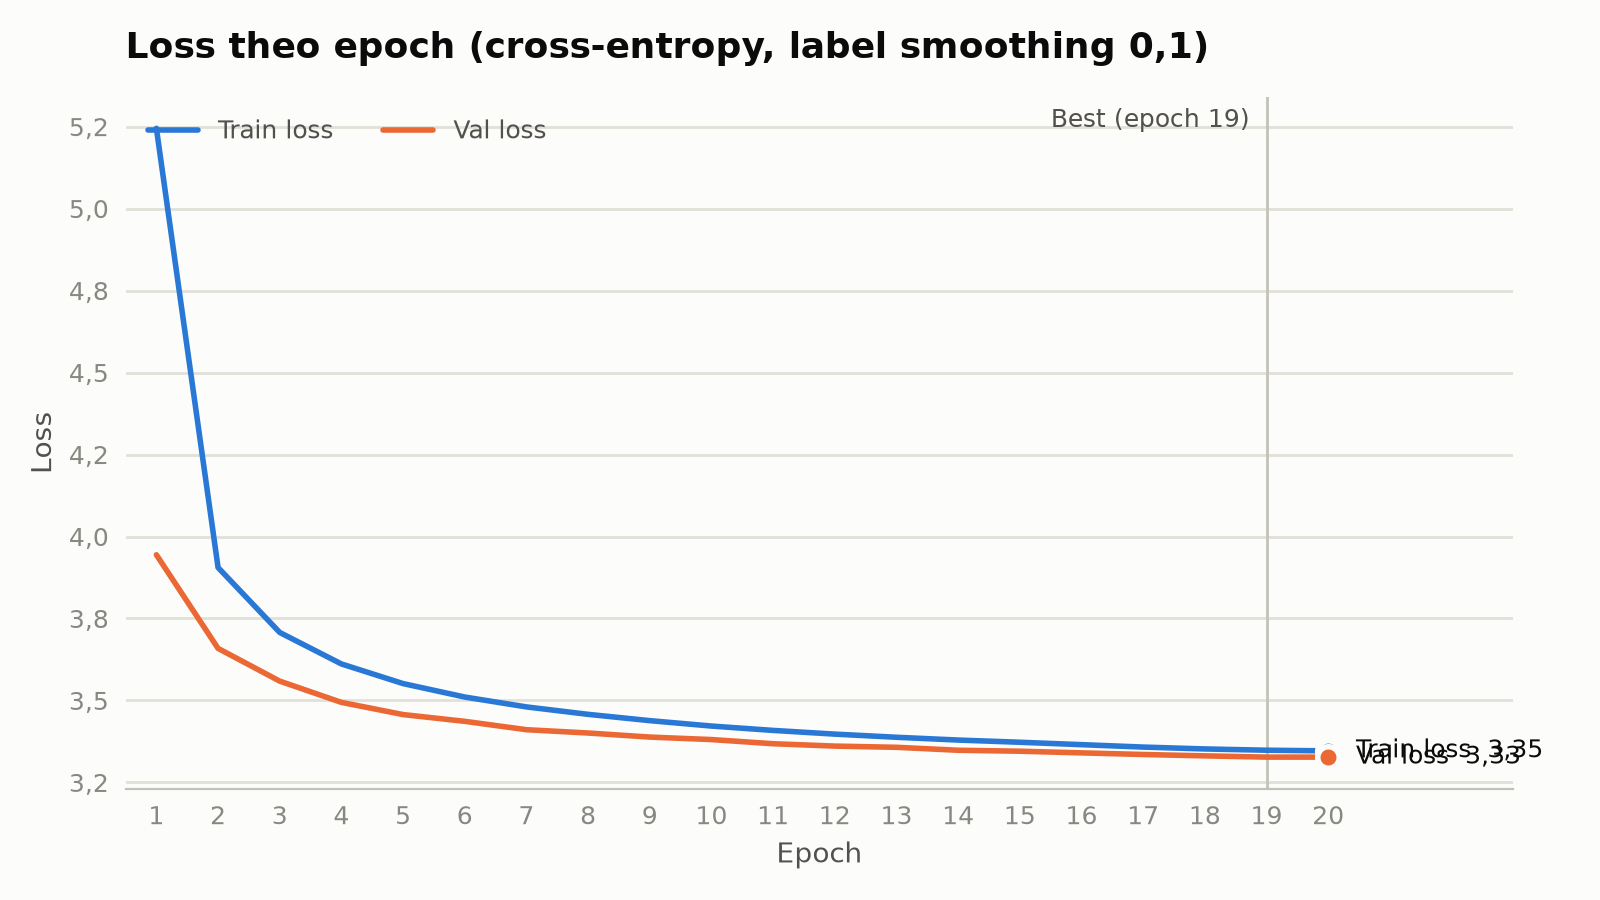 Loss theo epoch (cross-entropy, label smoothing 0,1)
Train loss
Val loss
Best (epoch 19)
5,2
5,0
4,8
4,5
4,2
4,0
3,8
3,5
3,2
Loss
Train loss 3,35
Val loss 3,33
1 2 3 4 5 6 7 8 9 10 11 12 13 14 15 16 17 18 19 20
Epoch